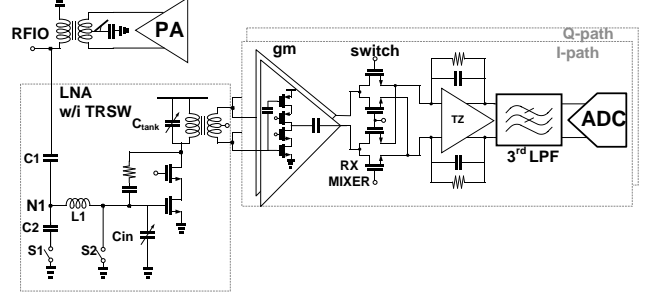 PA
RFIO
Q-path
I-path
gm
switch
LNA
w/i TRSW
Ctank
TZ
ADC
3rd LPF
RX
MIXER
C1
N1
L1
C2
Cin
S1
S2